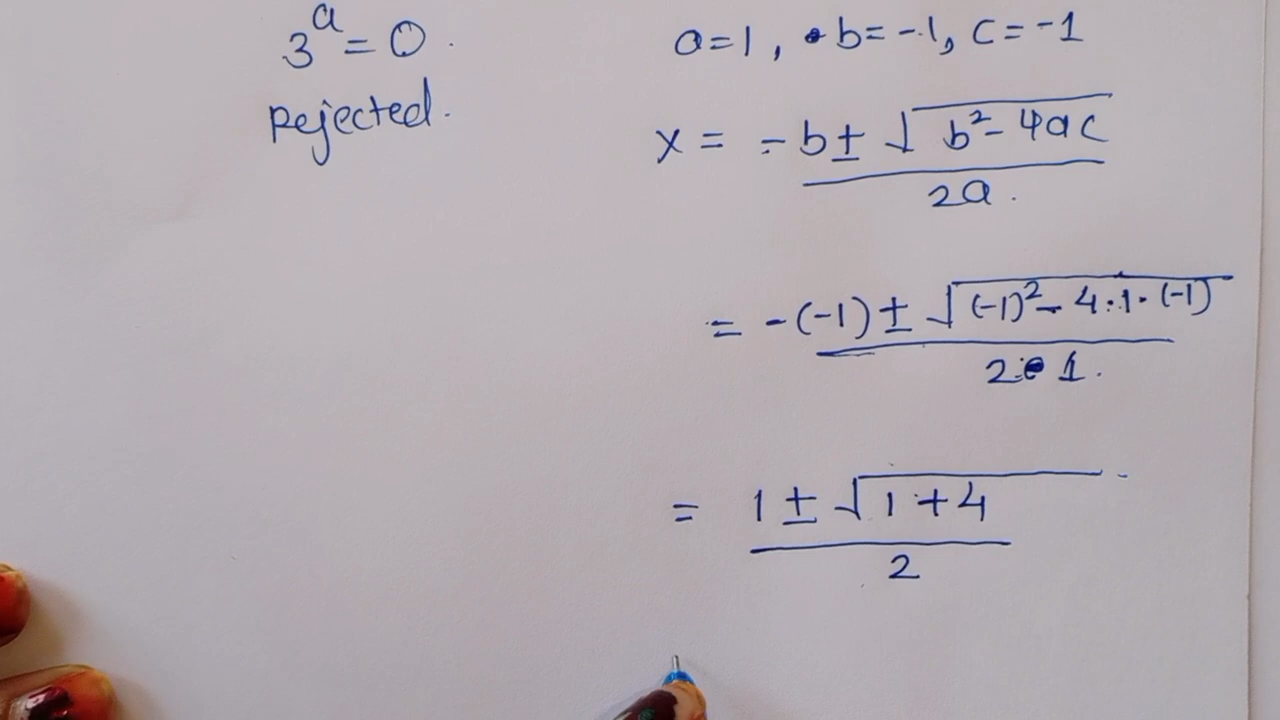 3^a = 0.
Rejected.
a=1, b=-1, c=-1
x = -b ± √(b² - 4ac) / 2a.
= -(-1) ± √((-1)² - 4·1·(-1)) / 2·1.
= 1 ± √(1+4) / 2